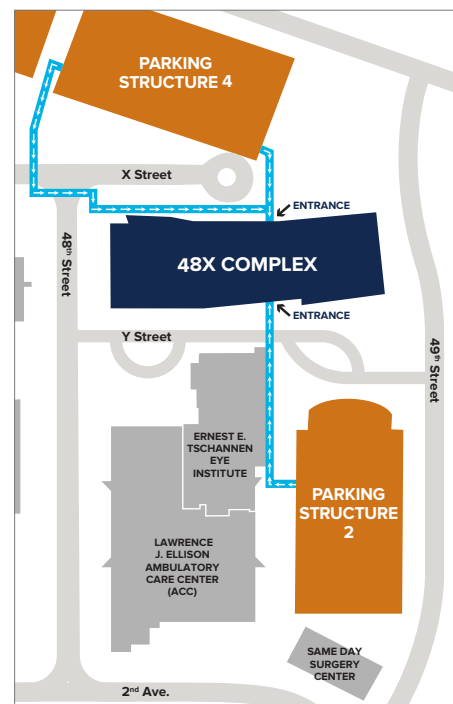 PARKING
STRUCTURE 4
X Street
ENTRANCE
48th Street
48X COMPLEX
ENTRANCE
Y Street
49th Street
ERNEST E.
TSCHANNEN
EYE
INSTITUTE
PARKING
STRUCTURE
2
LAWRENCE
J. ELLISON
AMBULATORY
CARE CENTER
(ACC)
SAME DAY
SURGERY
CENTER
2nd Ave.